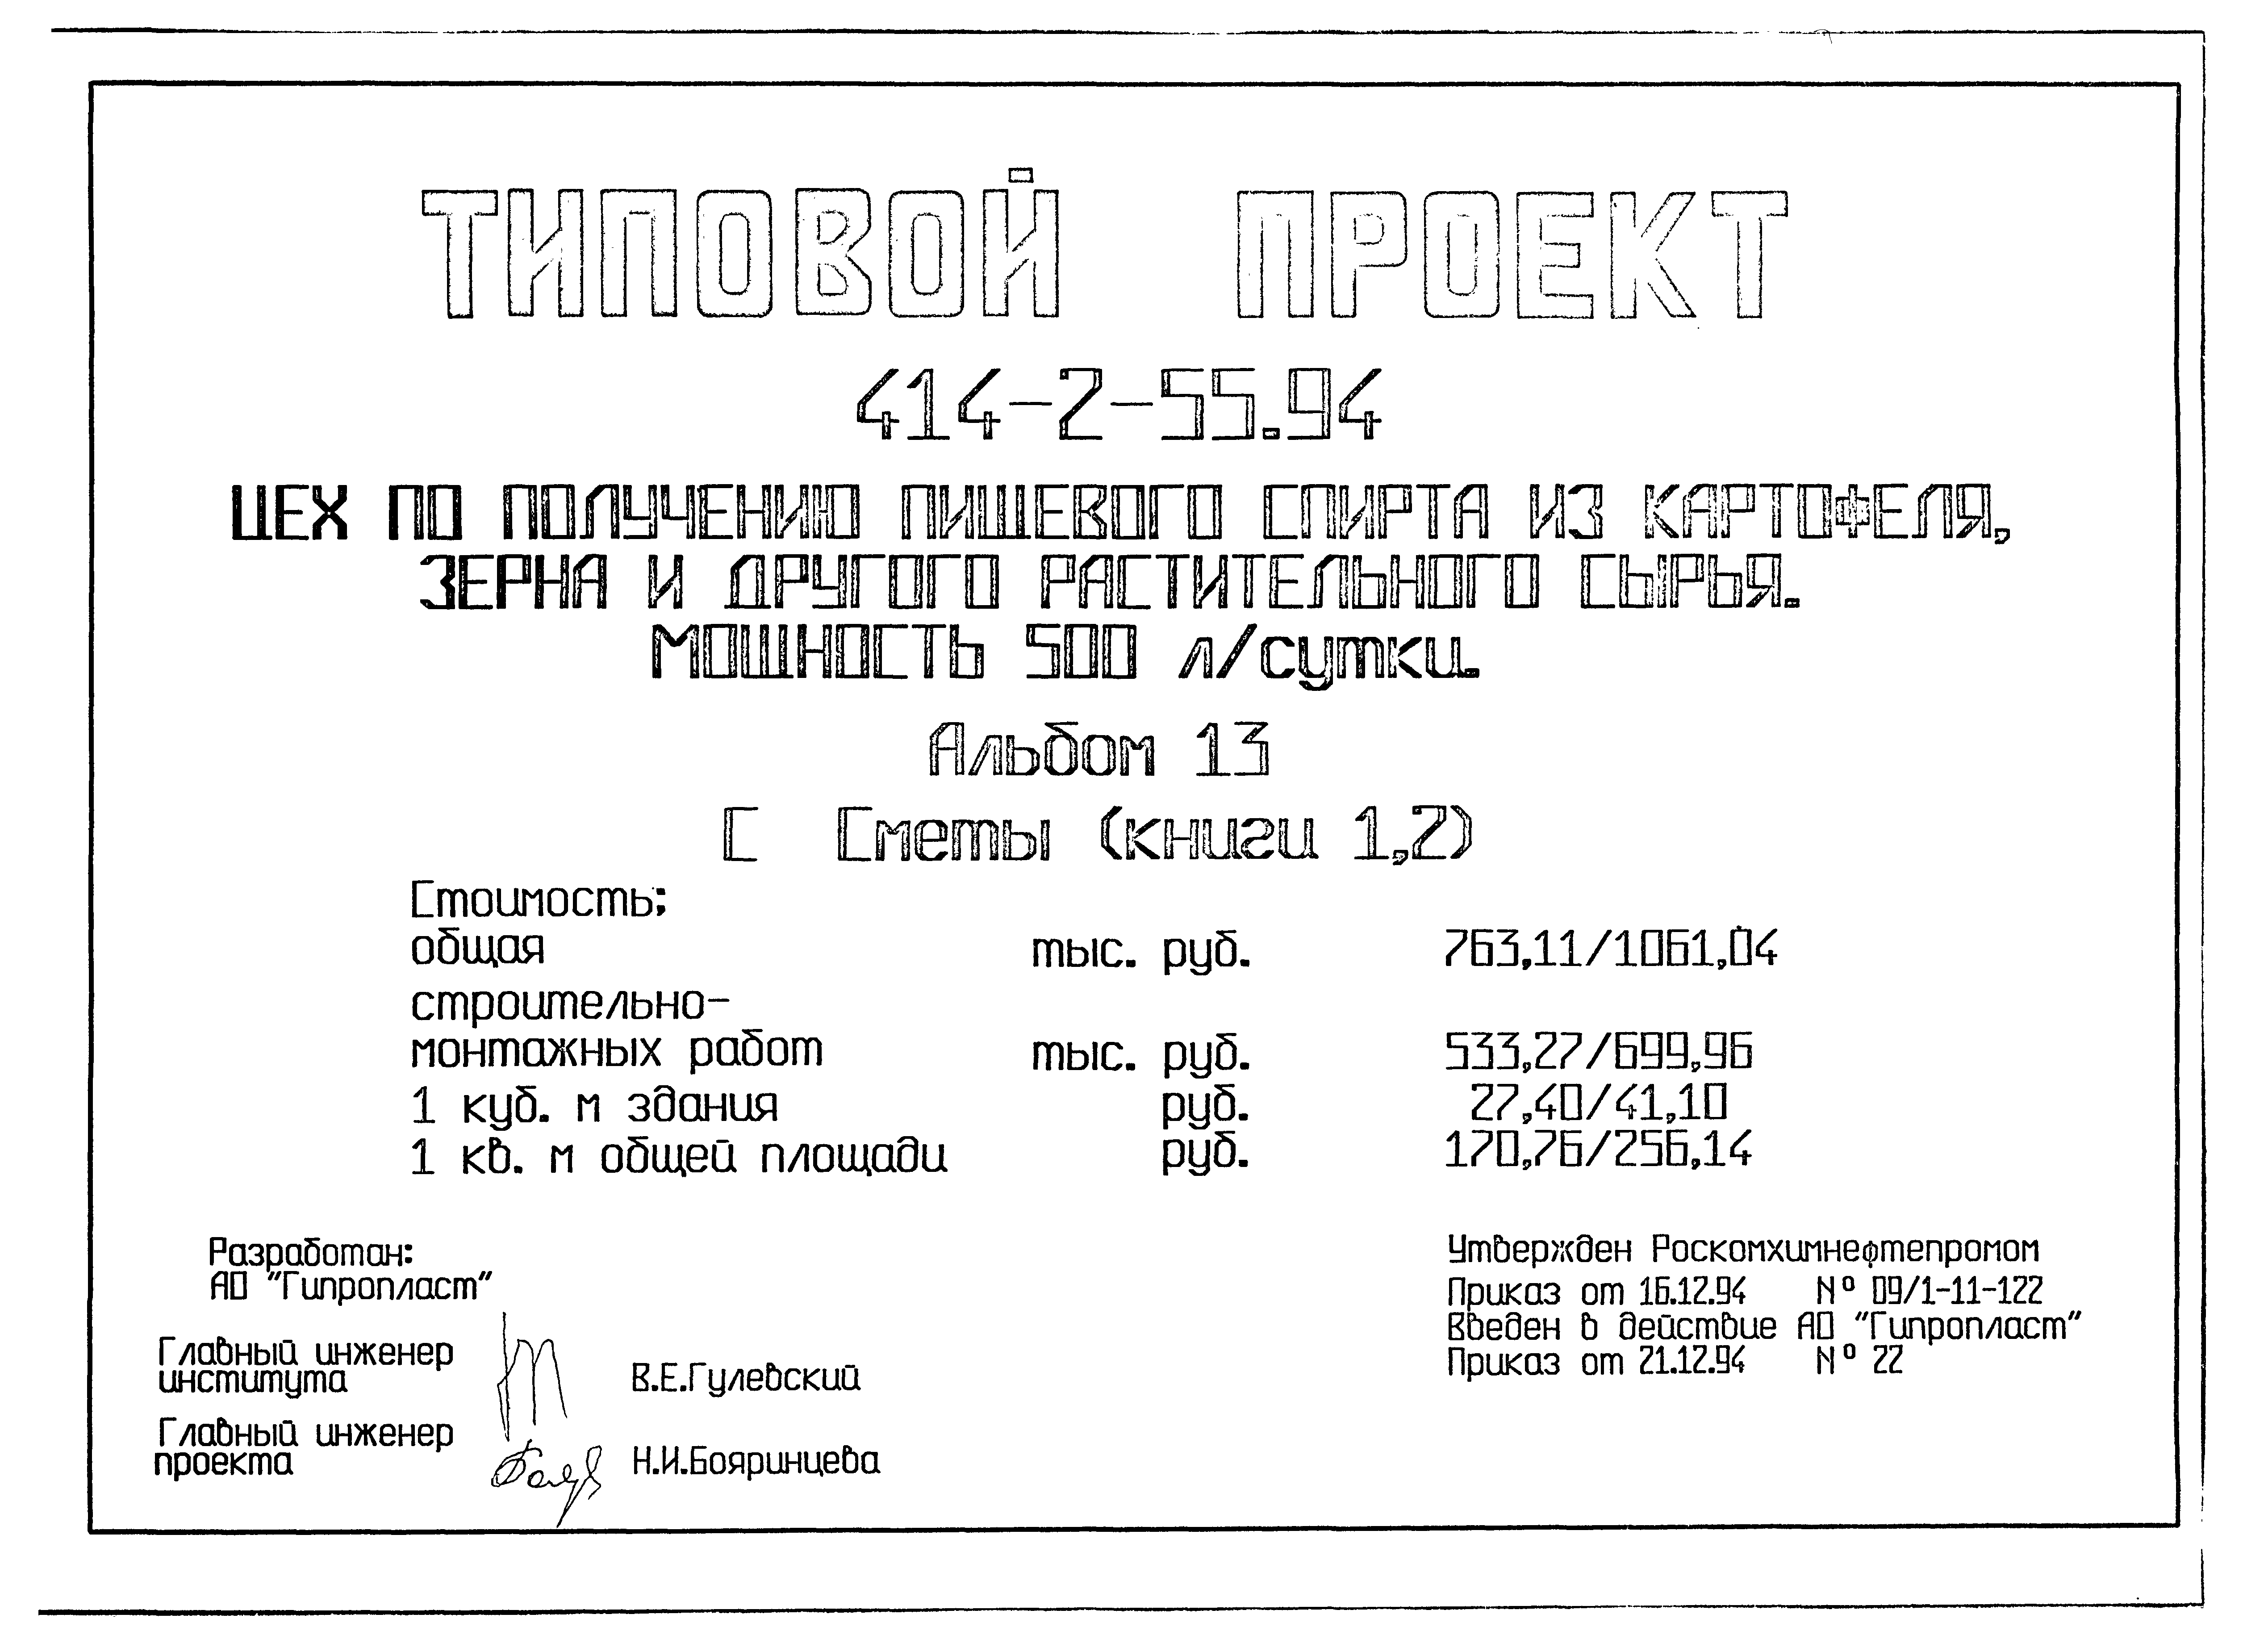 ТИПОВОЙ ПРОЕКТ
414-2-55.94
ЦЕХ ПО ПОЛУЧЕНИЮ ПИЩЕВОГО СПИРТА ИЗ КАРТОФЕЛЯ,
ЗЕРНА И ДРУГОГО РАСТИТЕЛЬНОГО СЫРЬЯ.
МОЩНОСТЬ 500 л/сутки.
Альбом 13
С Сметы (книги 1,2)
Стоимость:
общая тыс. руб. 763,11/1061,04
строительно-
монтажных работ тыс. руб. 533,27/699,96
1 куб. м здания руб. 27,40/41,10
1 кв. м общей площади руб. 170,76/256,14
Разработан:
АО "Гипропласт"
Главный инженер
института В.Е.Гулевский
Главный инженер
проекта Н.И.Бояринцева
Утвержден Роскомхимнефтепромом
Приказ от 16.12.94 № 09/1-11-122
Введен в действие АО "Гипропласт"
Приказ от 21.12.94 № 22